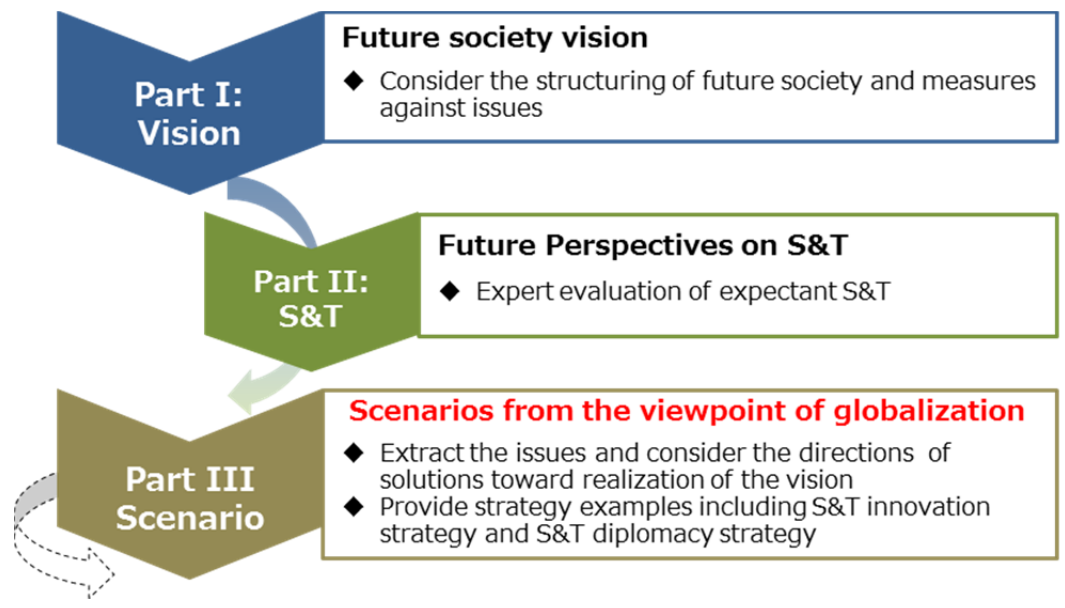 Part I:
Vision
Future society vision
◆ Consider the structuring of future society and measures
against issues
Part II:
S&T
Future Perspectives on S&T
◆ Expert evaluation of expectant S&T
Part III
Scenario
Scenarios from the viewpoint of globalization
◆ Extract the issues and consider the directions of
solutions toward realization of the vision
◆ Provide strategy examples including S&T innovation
strategy and S&T diplomacy strategy